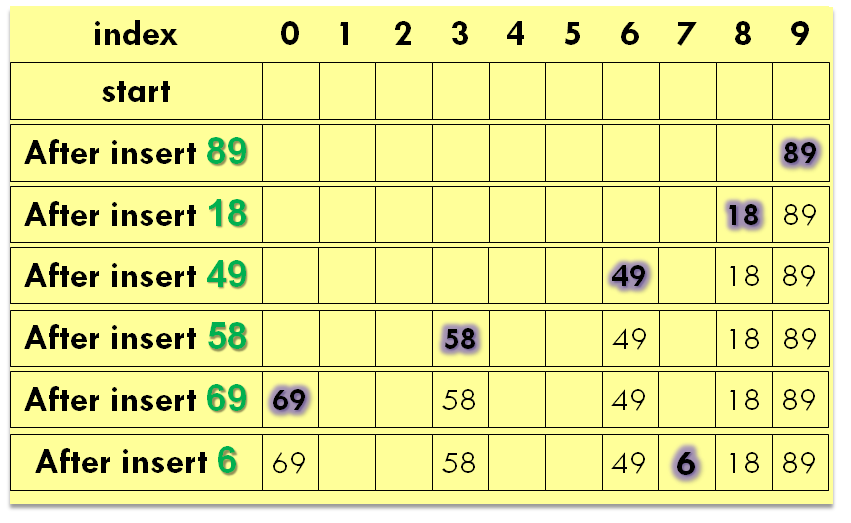 index 0 1 2 3 4 5 6 7 8 9
start
After insert 89 89
After insert 18 18 89
After insert 49 49 18 89
After insert 58 58 49 18 89
After insert 69 69 58 49 18 89
After insert 6 69 58 49 6 18 89